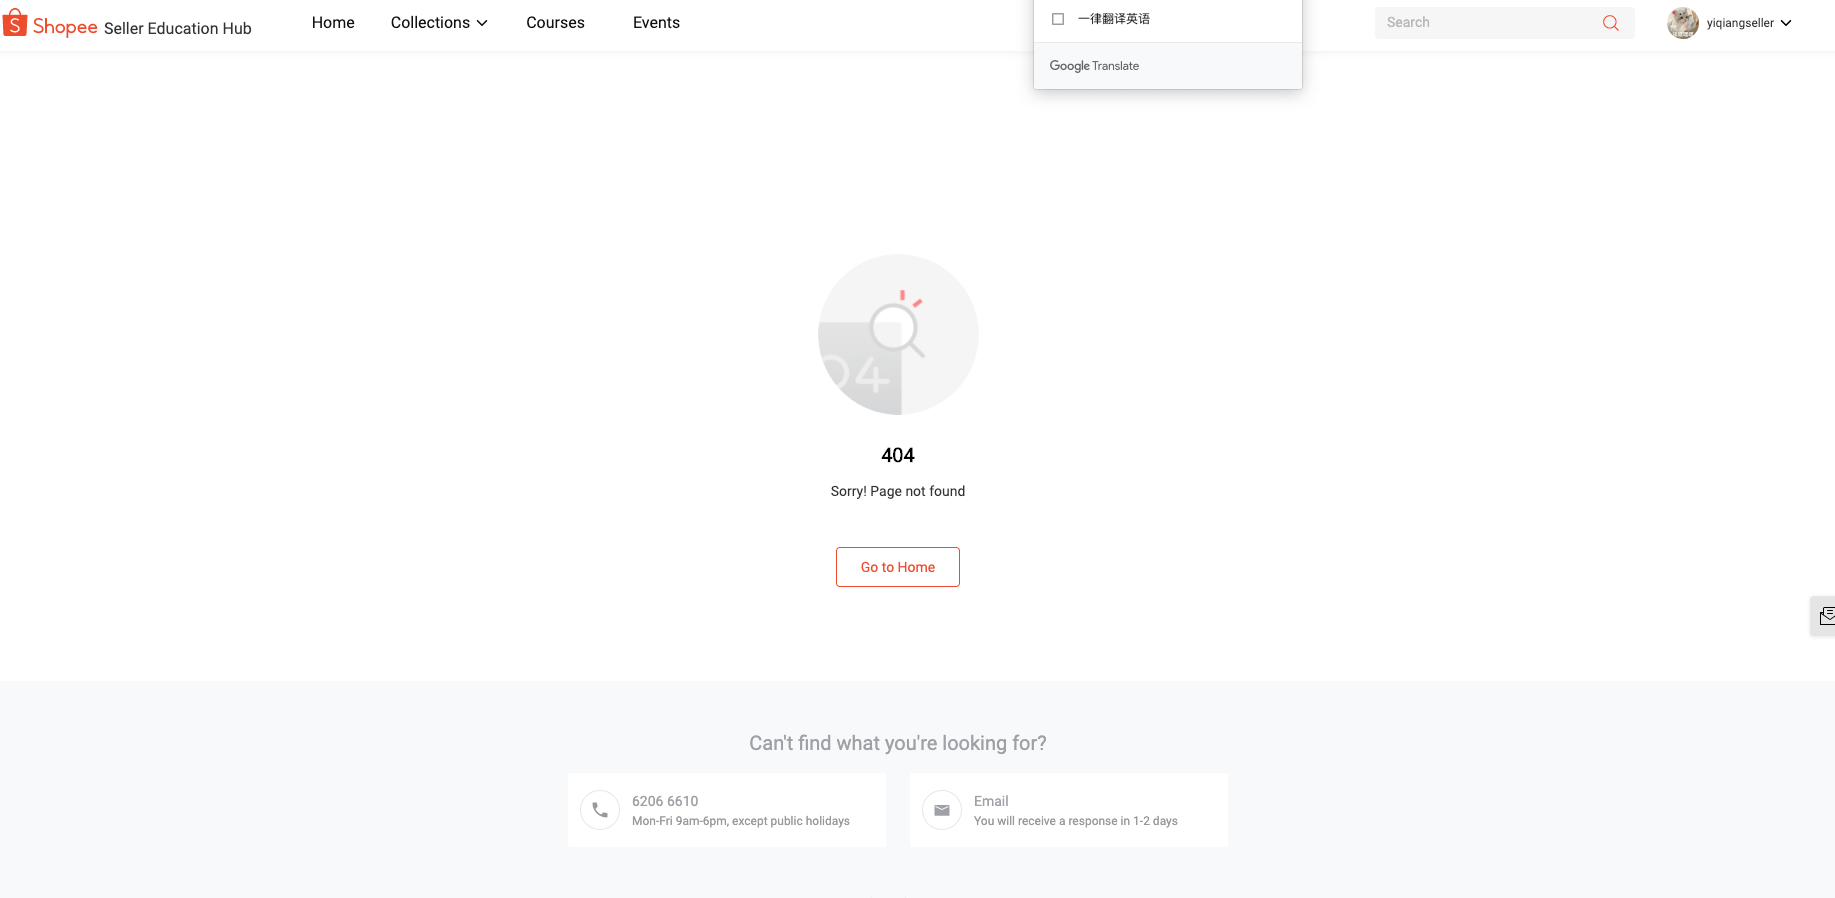 Shopee Seller Education Hub
Home
Collections
Courses
Events
一律翻译英语
Google Translate
Search
yiqiangseller
04
404
Sorry! Page not found
Go to Home
Can't find what you're looking for?
6206 6610
Mon-Fri 9am-6pm, except public holidays
Email
You will receive a response in 1-2 days